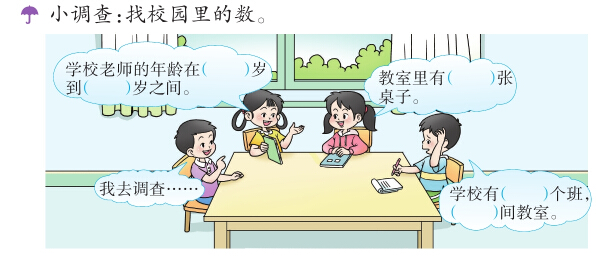 小调查:找校园里的数。
学校老师的年龄在(　　)岁
到(　　)岁之间。
教室里有(　　)张
桌子。
我去调查……
学校有(　　)个班,
(　　)间教室。